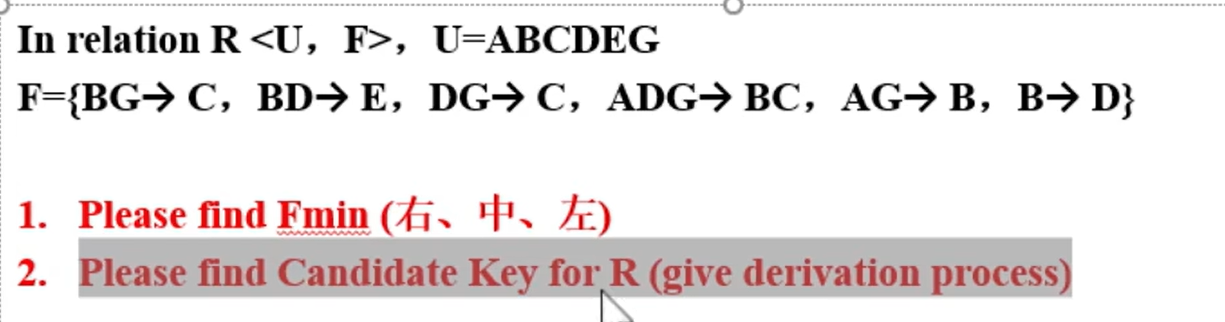 In relation R <U，F>，U=ABCDEG
F={BG→ C，BD→ E，DG→ C，ADG→ BC，AG→ B，B→ D}
1. Please find Fmin (右、中、左)
2. Please find Candidate Key for R (give derivation process)